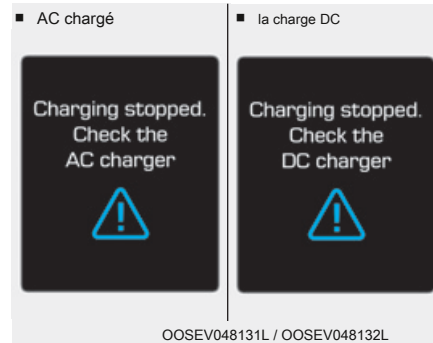 AC chargé
Charging stopped.
Check the
AC charger
la charge DC
Charging stopped.
Check the
DC charger
OOSEV048131L / OOSEV048132L